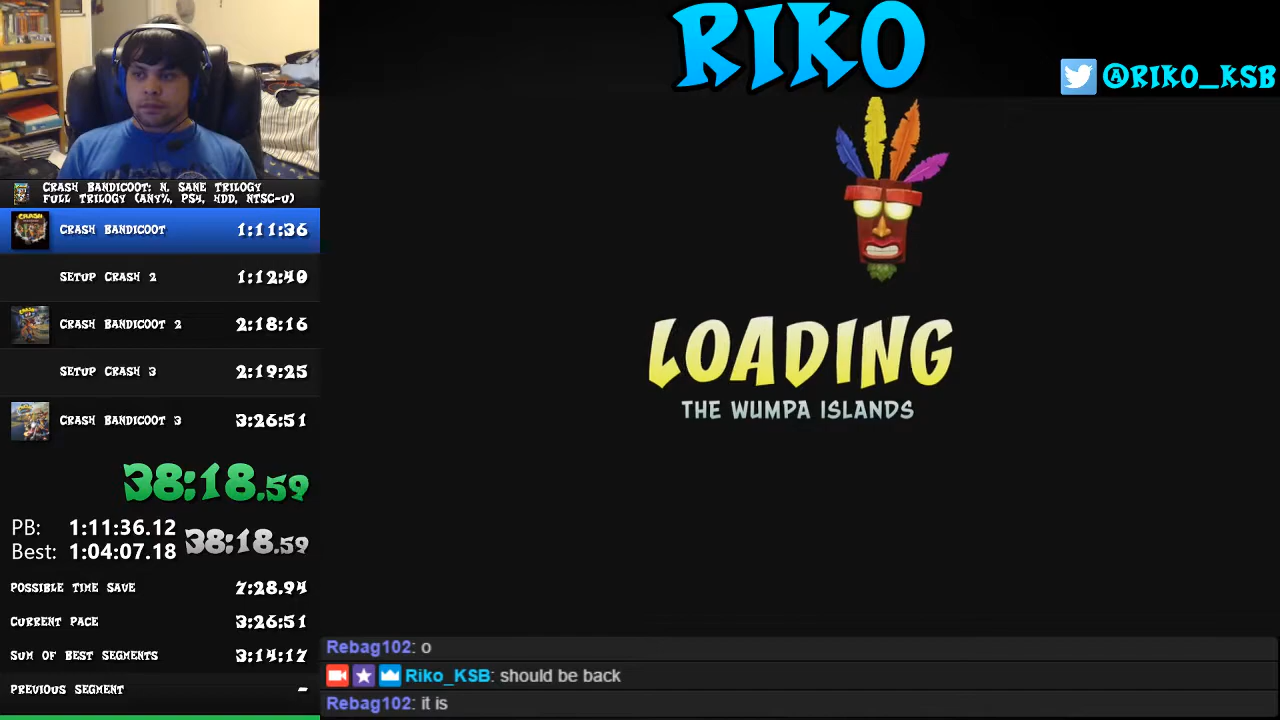 RIKO
@RIKO_KSB
CRASH BANDICOOT: N. SANE TRILOGY
FULL TRILOGY (ANY%, PS4, HDD, NTSC-U)
CRASH BANDICOOT 1:11:36
SETUP CRASH 2 1:12:40
CRASH BANDICOOT 2 2:18:16
SETUP CRASH 3 2:19:25
CRASH BANDICOOT 3 3:26:51
38:18.59
PB: 1:11:36.12
Best: 1:04:07.18
38:18.59
POSSIBLE TIME SAVE 7:28.94
CURRENT PACE 3:26:51
SUM OF BEST SEGMENTS 3:14:17
PREVIOUS SEGMENT –
LOADING
THE WUMPA ISLANDS
Rebag102: o
Riko_KSB: should be back
Rebag102: it is